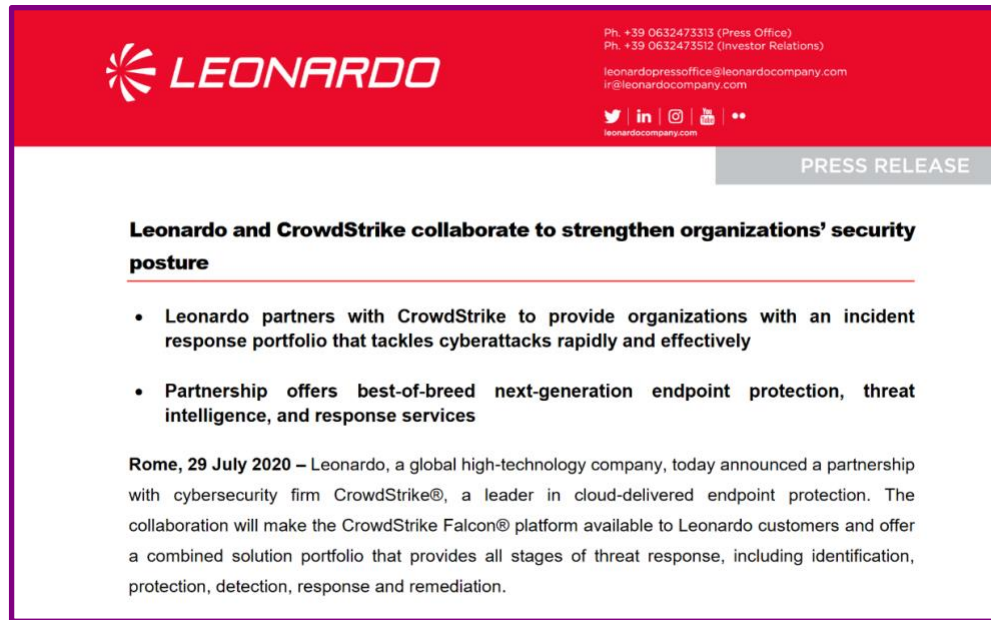 LEONARDO
Ph. +39 0632473313 (Press Office)
Ph. +39 0632473512 (Investor Relations)
leonardopressoffice@leonardocompany.com
ir@leonardocompany.com
in
You
Tube
leonardocompany.com
PRESS RELEASE
Leonardo and CrowdStrike collaborate to strengthen organizations’ security
posture
• Leonardo partners with CrowdStrike to provide organizations with an incident
response portfolio that tackles cyberattacks rapidly and effectively
• Partnership offers best-of-breed next-generation endpoint protection, threat
intelligence, and response services
Rome, 29 July 2020 – Leonardo, a global high-technology company, today announced a partnership
with cybersecurity firm CrowdStrike®, a leader in cloud-delivered endpoint protection. The
collaboration will make the CrowdStrike Falcon® platform available to Leonardo customers and offer
a combined solution portfolio that provides all stages of threat response, including identification,
protection, detection, response and remediation.